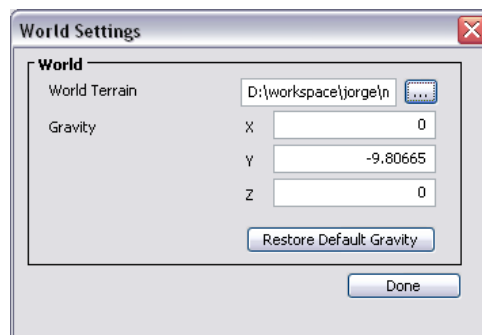 World Settings
World
World Terrain D:\workspace\jorge\n ...
Gravity X 0
Y -9.80665
Z 0
Restore Default Gravity
Done